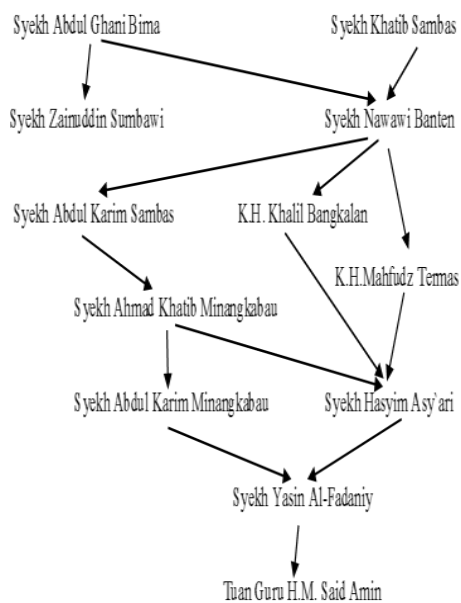 Syekh Abdul Ghani Bima
Syekh Khatib Sambas
Syekh Zainuddin Sumbawi
Syekh Nawawi Banten
Syekh Abdul Karim Sambas
K.H. Khalil Bangkalan
K.H.Mahfudz Termas
Syekh Ahmad Khatib Minangkabau
Syekh Abdul Karim Minangkabau
Syekh Hasyim Asy`ari
Syekh Yasin Al-Fadaniy
Tuan Guru H.M. Said Amin